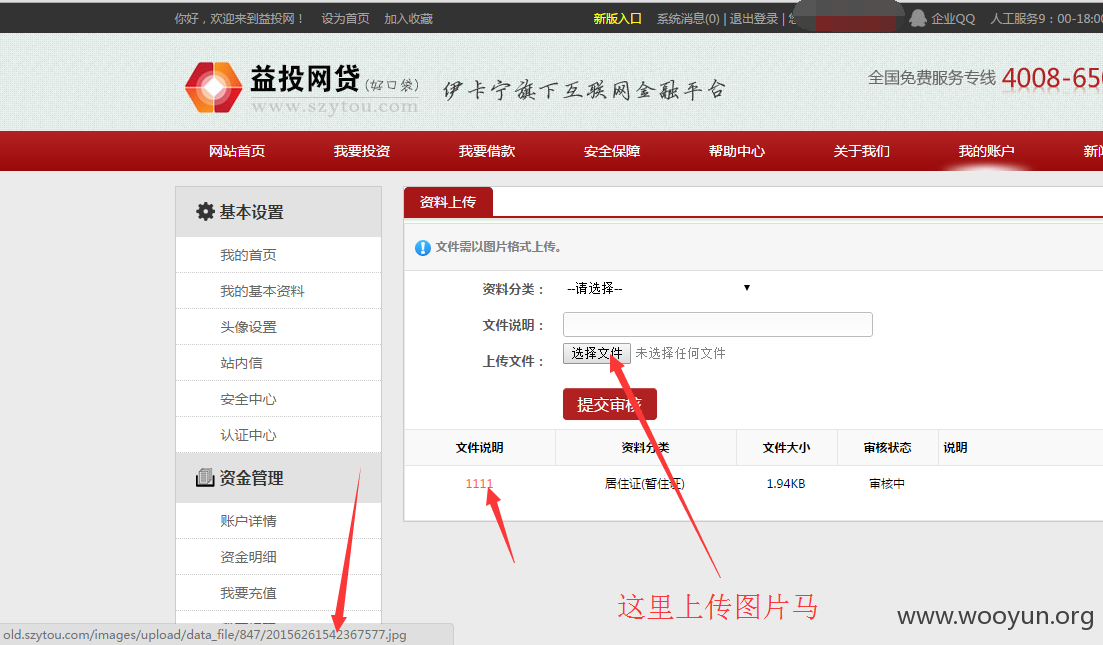 你好，欢迎来到益投网！ 设为首页 加入收藏 新版入口 系统消息(0) | 退出登录 | 企业QQ 人工服务9：00-18:00
益投网贷(好口袋) 伊卡宁旗下互联网金融平台 全国免费服务专线 4008-650
www.szytou.com
网站首页 我要投资 我要借款 安全保障 帮助中心 关于我们 我的账户 新闻
基本设置
我的首页
我的基本资料
头像设置
站内信
安全中心
认证中心
资金管理
账户详情
资金明细
我要充值
资料上传
文件需以图片格式上传。
资料分类： --请选择--
文件说明：
上传文件： 选择文件 未选择任何文件
提交审核
文件说明 资料分类 文件大小 审核状态 说明
1111 居住证(暂住证) 1.94KB 审核中
这里上传图片马
www.wooyun.org
old.szytou.com/images/upload/data_file/847/20156261542367577.jpg